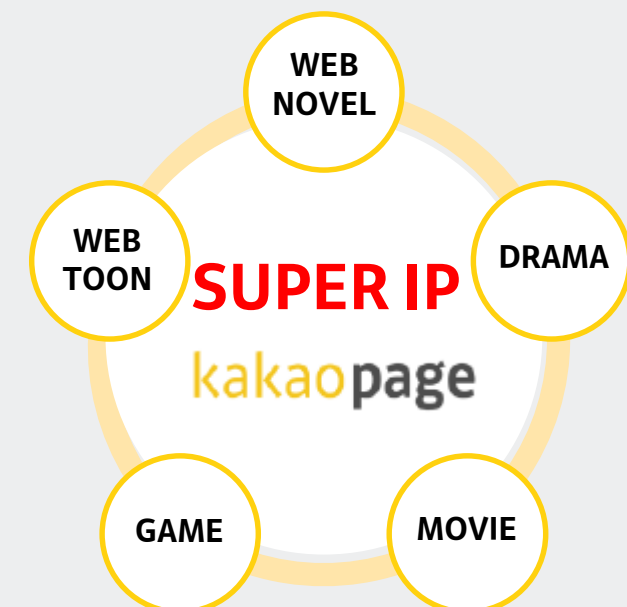 WEB
NOVEL
WEB
TOON
DRAMA
SUPER IP
kakaopage
GAME
MOVIE